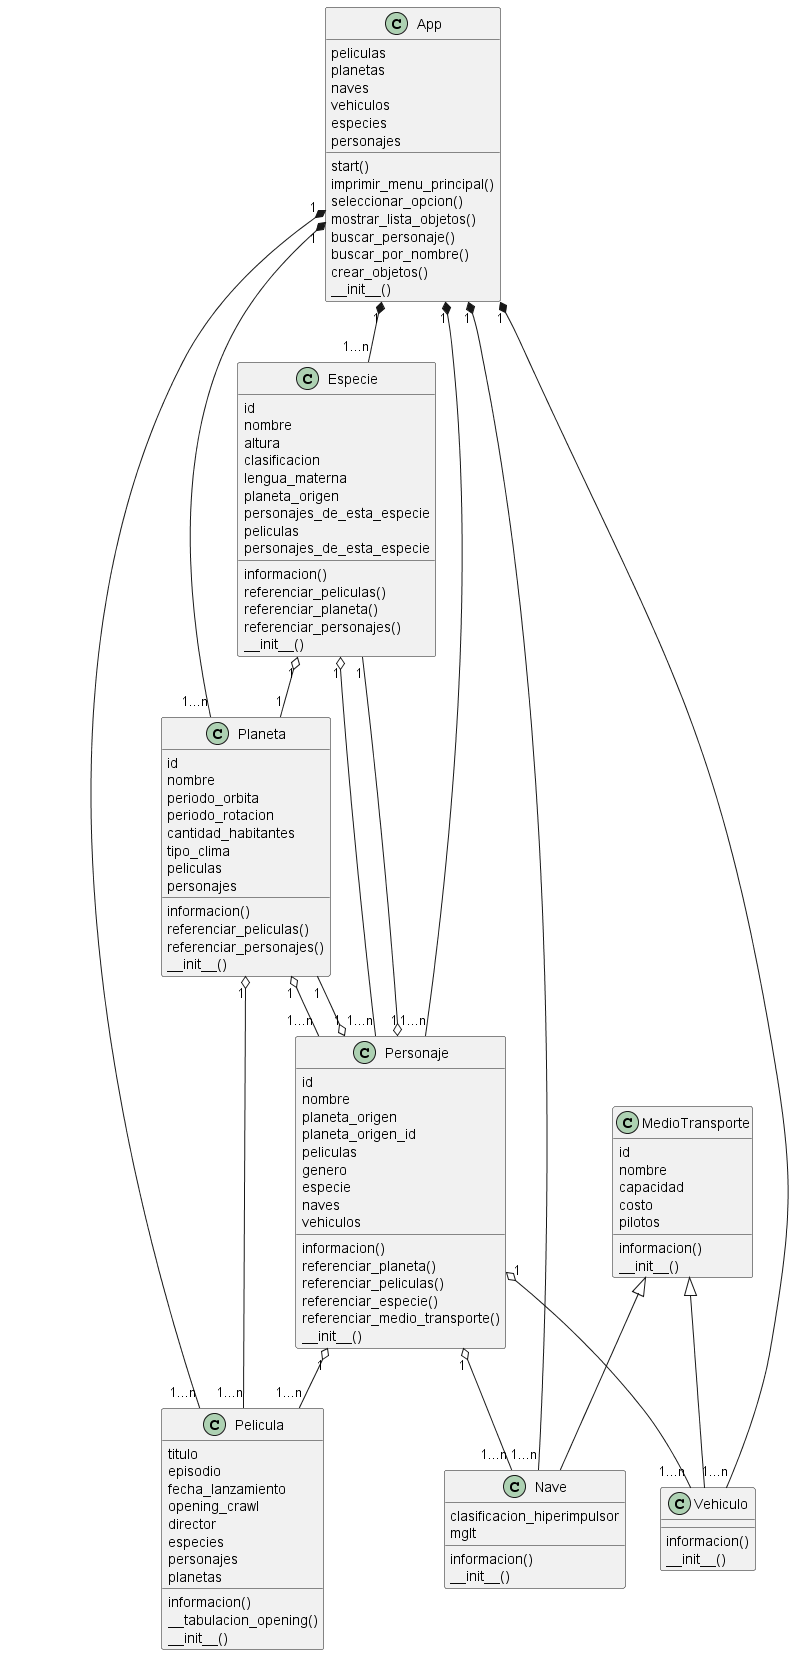 App
peliculas
planetas
naves
vehiculos
especies
personajes
start()
imprimir_menu_principal()
seleccionar_opcion()
mostrar_lista_objetos()
buscar_personaje()
buscar_por_nombre()
crear_objetos()
__init__()
1
1
1
1
1
1
1...n
Especie
id
nombre
altura
clasificacion
lengua_materna
planeta_origen
personajes_de_esta_especie
peliculas
personajes_de_esta_especie
informacion()
referenciar_peliculas()
referenciar_planeta()
referenciar_personajes()
__init__()
1
1
1
1...n
1
Planeta
id
nombre
periodo_orbita
periodo_rotacion
cantidad_habitantes
tipo_clima
peliculas
personajes
informacion()
referenciar_peliculas()
referenciar_personajes()
__init__()
1
1
1
1...n
1
1...n
1
1...n
Personaje
id
nombre
planeta_origen
planeta_origen_id
peliculas
genero
especie
naves
vehiculos
informacion()
referenciar_planeta()
referenciar_peliculas()
referenciar_especie()
referenciar_medio_transporte()
__init__()
MedioTransporte
id
nombre
capacidad
costo
pilotos
informacion()
__init__()
1
1
1
1...n
1...n
1...n
Pelicula
titulo
episodio
fecha_lanzamiento
opening_crawl
director
especies
personajes
planetas
informacion()
__tabulacion_opening()
__init__()
1...n
1...n
Nave
clasificacion_hiperimpulsor
mglt
informacion()
__init__()
1...n
1...n
Vehiculo
informacion()
__init__()